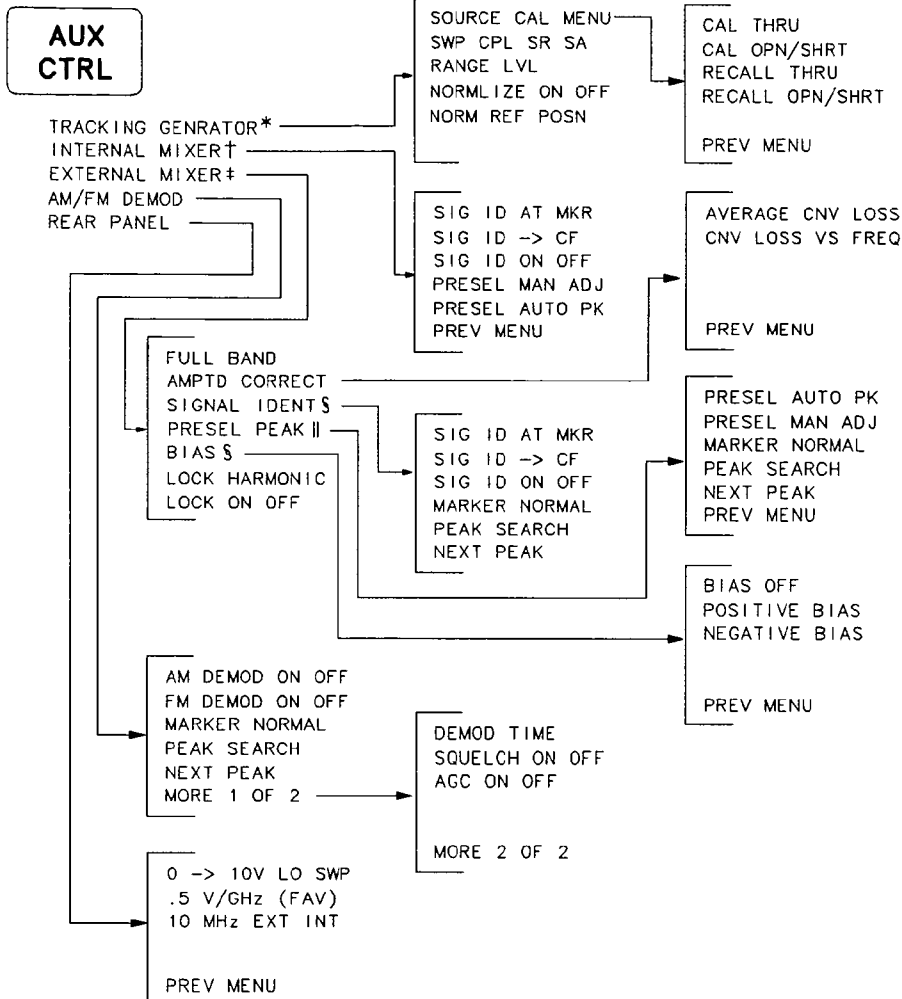 AUX
CTRL
TRACKING GENRATOR*
INTERNAL MIXER†
EXTERNAL MIXER‡
AM/FM DEMOD
REAR PANEL
SOURCE CAL MENU
SWP CPL SR SA
RANGE LVL
NORMLIZE ON OFF
NORM REF POSN
CAL THRU
CAL OPN/SHRT
RECALL THRU
RECALL OPN/SHRT
PREV MENU
SIG ID AT MKR
SIG ID -> CF
SIG ID ON OFF
PRESEL MAN ADJ
PRESEL AUTO PK
PREV MENU
AVERAGE CNV LOSS
CNV LOSS VS FREQ
PREV MENU
FULL BAND
AMPTD CORRECT
SIGNAL IDENT§
PRESEL PEAK‖
BIAS§
LOCK HARMONIC
LOCK ON OFF
SIG ID AT MKR
SIG ID -> CF
SIG ID ON OFF
MARKER NORMAL
PEAK SEARCH
NEXT PEAK
PRESEL AUTO PK
PRESEL MAN ADJ
MARKER NORMAL
PEAK SEARCH
NEXT PEAK
PREV MENU
BIAS OFF
POSITIVE BIAS
NEGATIVE BIAS
PREV MENU
AM DEMOD ON OFF
FM DEMOD ON OFF
MARKER NORMAL
PEAK SEARCH
NEXT PEAK
MORE 1 OF 2
DEMOD TIME
SQUELCH ON OFF
AGC ON OFF
MORE 2 OF 2
0 -> 10V LO SWP
.5 V/GHz (FAV)
10 MHz EXT INT
PREV MENU